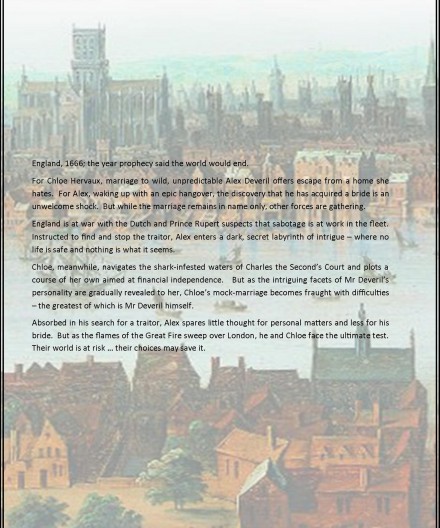 England, 1666; the year prophecy said the world would end.
For Chloe Hervaux, marriage to wild, unpredictable Alex Deveril offers escape from a home she
hates. For Alex, waking up with an epic hangover, the discovery that he has acquired a bride is an
unwelcome shock. But while the marriage remains in name only, other forces are gathering.
England is at war with the Dutch and Prince Rupert suspects that sabotage is at work in the fleet.
Instructed to find and stop the traitor, Alex enters a dark, secret labyrinth of intrigue – where no
life is safe and nothing is what it seems.
Chloe, meanwhile, navigates the shark-infested waters of Charles the Second's Court and plots a
course of her own aimed at financial independence. But as the intriguing facets of Mr Deveril's
personality are gradually revealed to her, Chloe's mock-marriage becomes fraught with difficulties
– the greatest of which is Mr Deveril himself.
Absorbed in his search for a traitor, Alex spares little thought for personal matters and less for his
bride. But as the flames of the Great Fire sweep over London, he and Chloe face the ultimate test.
Their world is at risk ... their choices may save it.